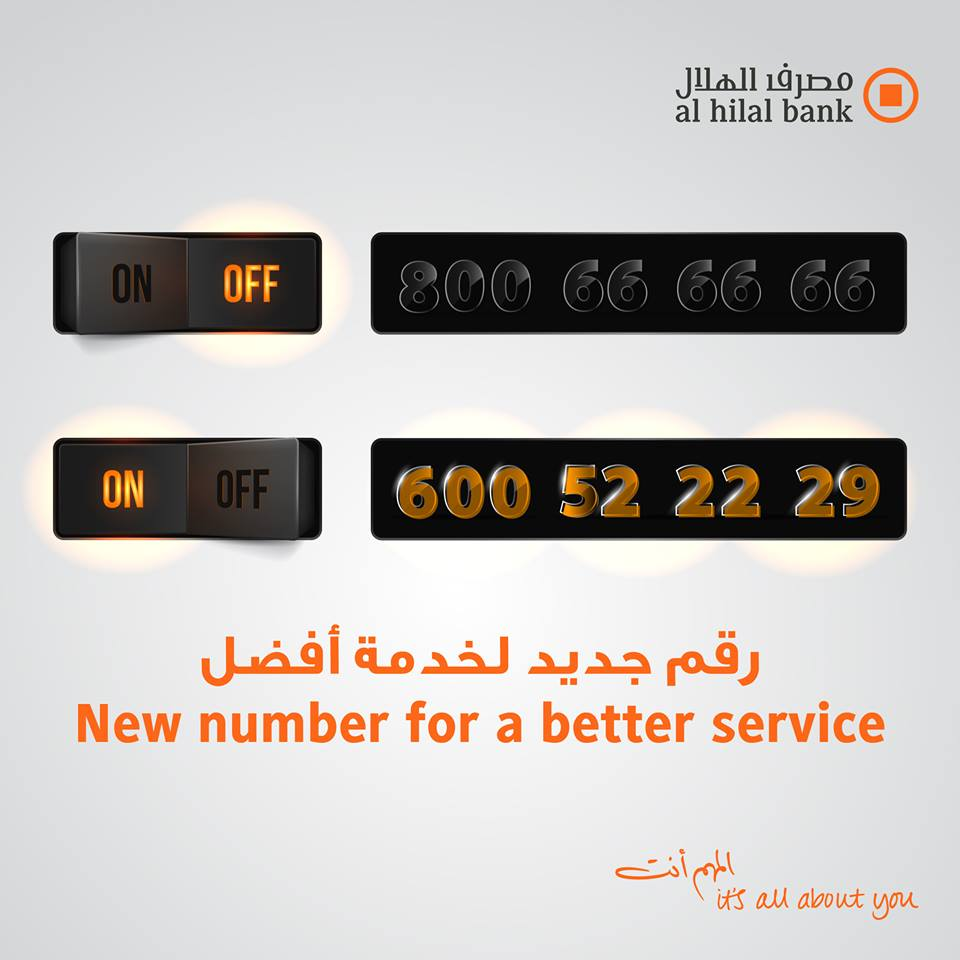 مصرف الهلال
al hilal bank
ON OFF
800 66 66 66
ON OFF
600 52 22 29
رقم جديد لخدمة أفضل
New number for a better service
المهم أنت
it's all about you